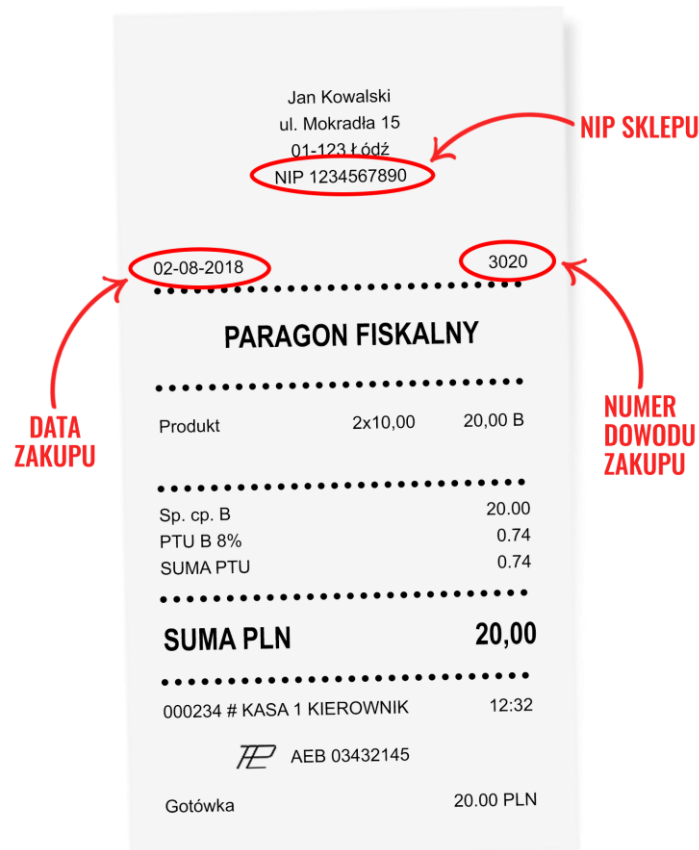 Jan Kowalski
ul. Mokradła 15
01-123 Łódź
NIP 1234567890
NIP SKLEPU
02-08-2018 3020
PARAGON FISKALNY
DATA
ZAKUPU
NUMER
DOWODU
ZAKUPU
Produkt 2x10,00 20,00 B
Sp. cp. B 20.00
PTU B 8% 0.74
SUMA PTU 0.74
SUMA PLN 20,00
000234 # KASA 1 KIEROWNIK 12:32
AEB 03432145
Gotówka 20.00 PLN